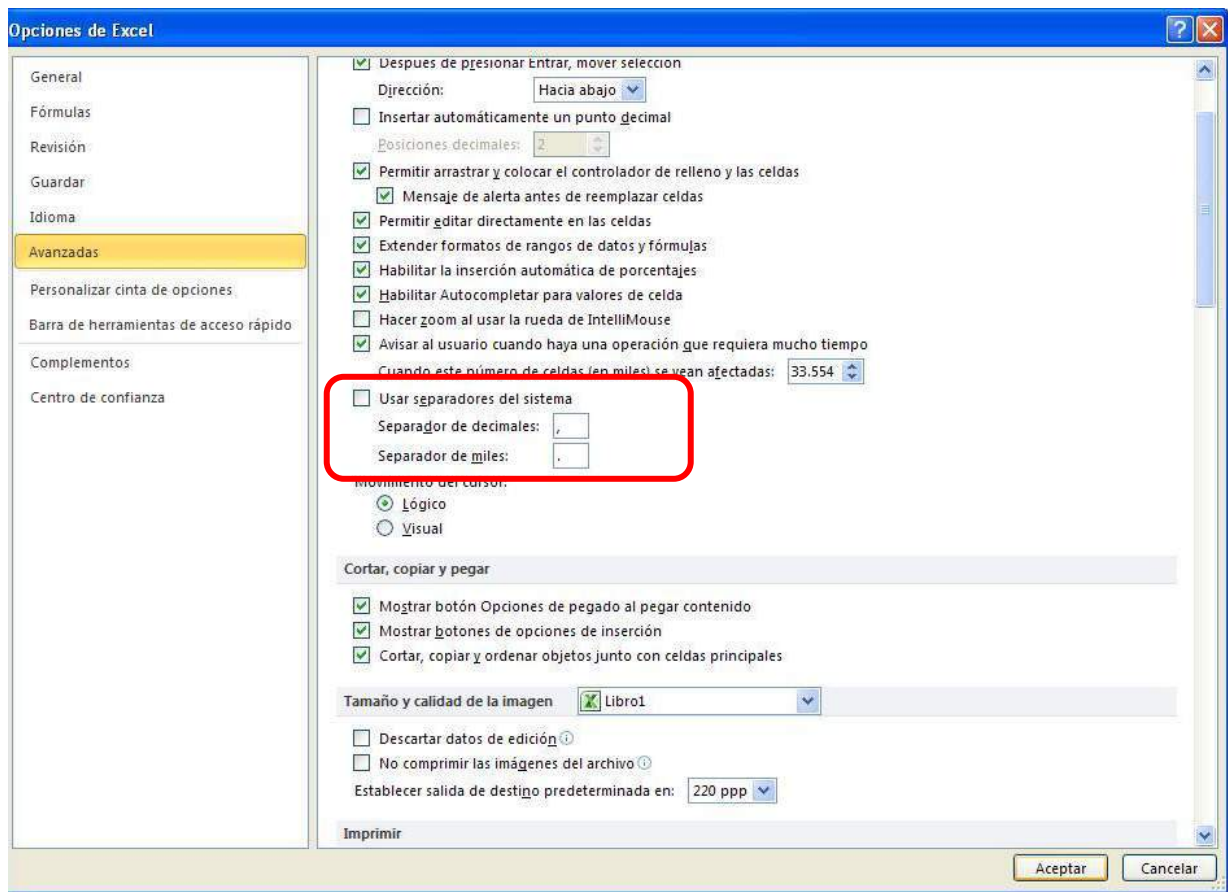 Opciones de Excel
General
Fórmulas
Revisión
Guardar
Idioma
Avanzadas
Personalizar cinta de opciones
Barra de herramientas de acceso rápido
Complementos
Centro de confianza
Después de presionar Entrar, mover selección
Dirección: Hacia abajo
Insertar automáticamente un punto decimal
Posiciones decimales: 2
Permitir arrastrar y colocar el controlador de relleno y las celdas
Mensaje de alerta antes de reemplazar celdas
Permitir editar directamente en las celdas
Extender formatos de rangos de datos y fórmulas
Habilitar la inserción automática de porcentajes
Habilitar Autocompletar para valores de celda
Hacer zoom al usar la rueda de IntelliMouse
Avisar al usuario cuando haya una operación que requiera mucho tiempo
Cuando este número de celdas (en miles) se vean afectadas: 33.554
Usar separadores del sistema
Separador de decimales: ,
Separador de miles: .
Movimiento del cursor:
Lógico
Visual
Cortar, copiar y pegar
Mostrar botón Opciones de pegado al pegar contenido
Mostrar botones de opciones de inserción
Cortar, copiar y ordenar objetos junto con celdas principales
Tamaño y calidad de la imagen Libro1
Descartar datos de edición
No comprimir las imágenes del archivo
Establecer salida de destino predeterminada en: 220 ppp
Imprimir
Aceptar Cancelar